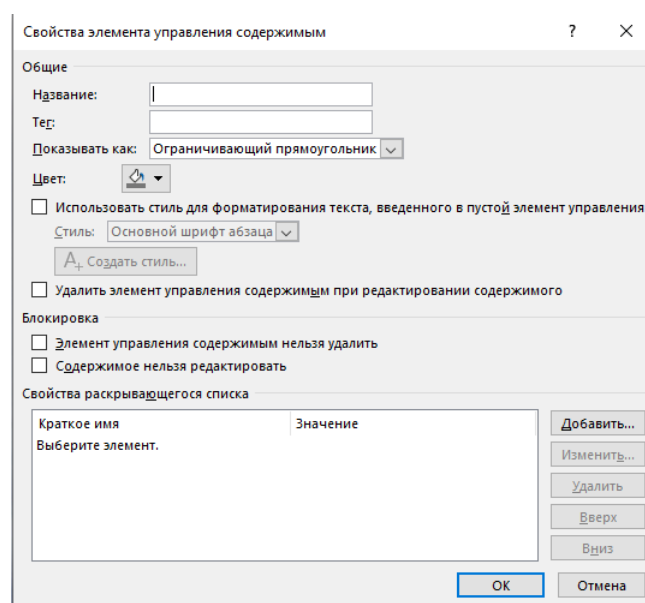 Свойства элемента управления содержимым ? ×
Общие
Название:
Тег:
Показывать как: Ограничивающий прямоугольник
Цвет:
Использовать стиль для форматирования текста, введенного в пустой элемент управления
Стиль: Основной шрифт абзаца
A+ Создать стиль...
Удалить элемент управления содержимым при редактировании содержимого
Блокировка
Элемент управления содержимым нельзя удалить
Содержимое нельзя редактировать
Свойства раскрывающегося списка
Краткое имя Значение Добавить...
Выберите элемент. Изменить...
Удалить
Вверх
Вниз
ОК Отмена